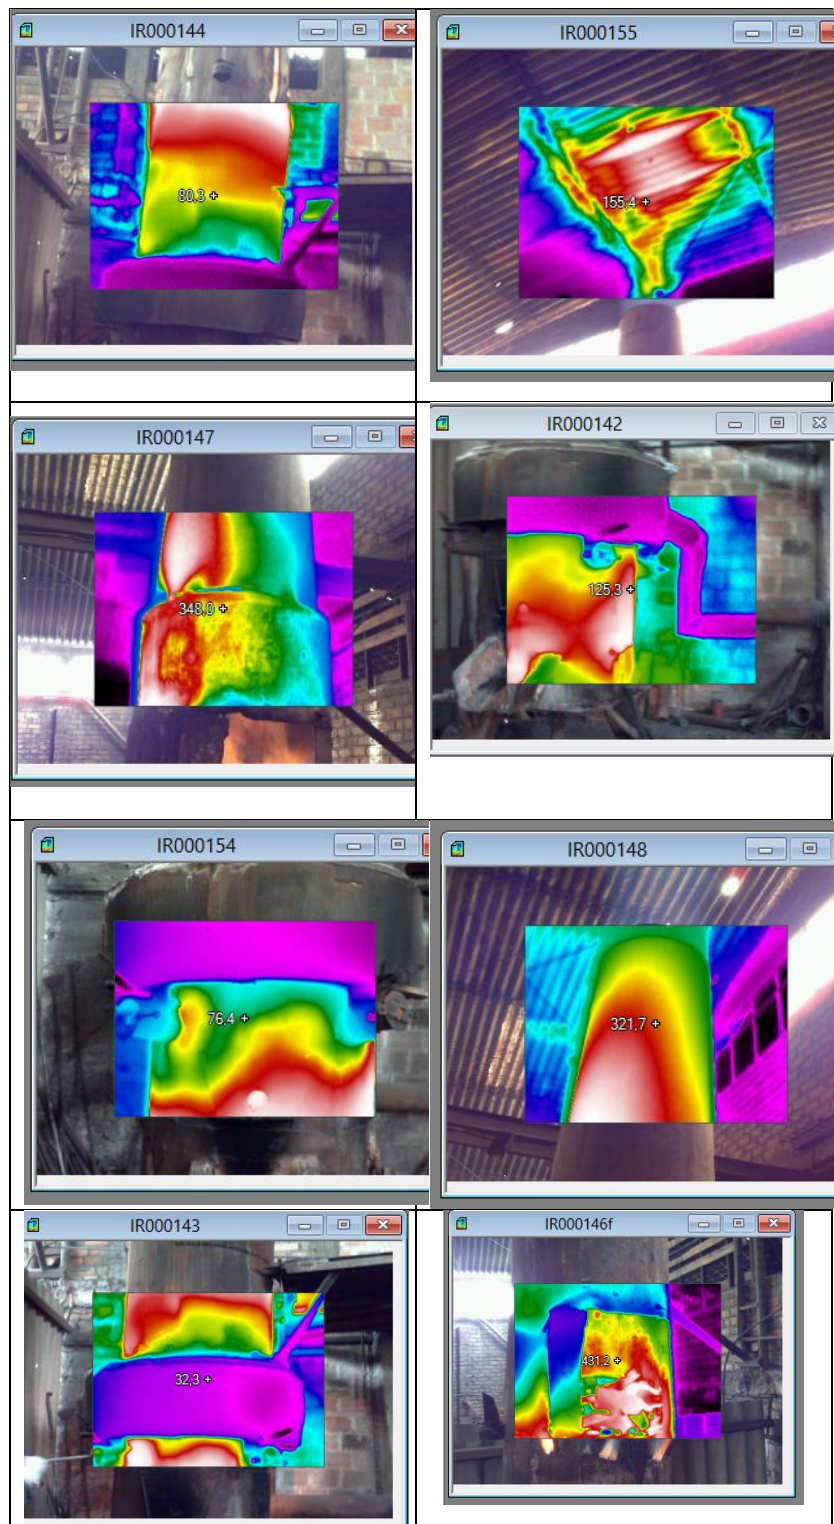 IR000144
80,3 +
IR000155
155,4 +
IR000147
348,0 +
IR000142
125,3 +
IR000154
76,4 +
IR000148
321,7 +
IR000143
32,3 +
IR000146f
431,2 +